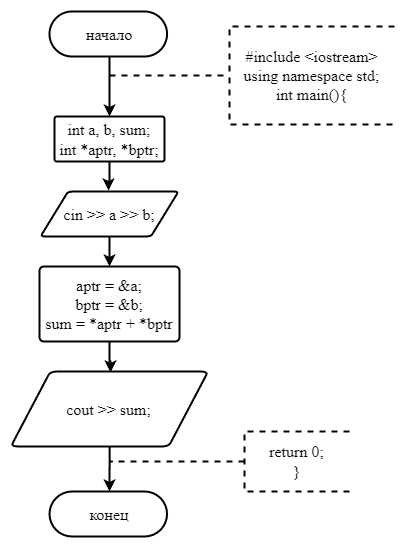 начало
#include <iostream>
using namespace std;
int main(){
int a, b, sum;
int *aptr, *bptr;
cin >> a >> b;
aptr = &a;
bptr = &b;
sum = *aptr + *bptr
cout >> sum;
return 0;
}
конец